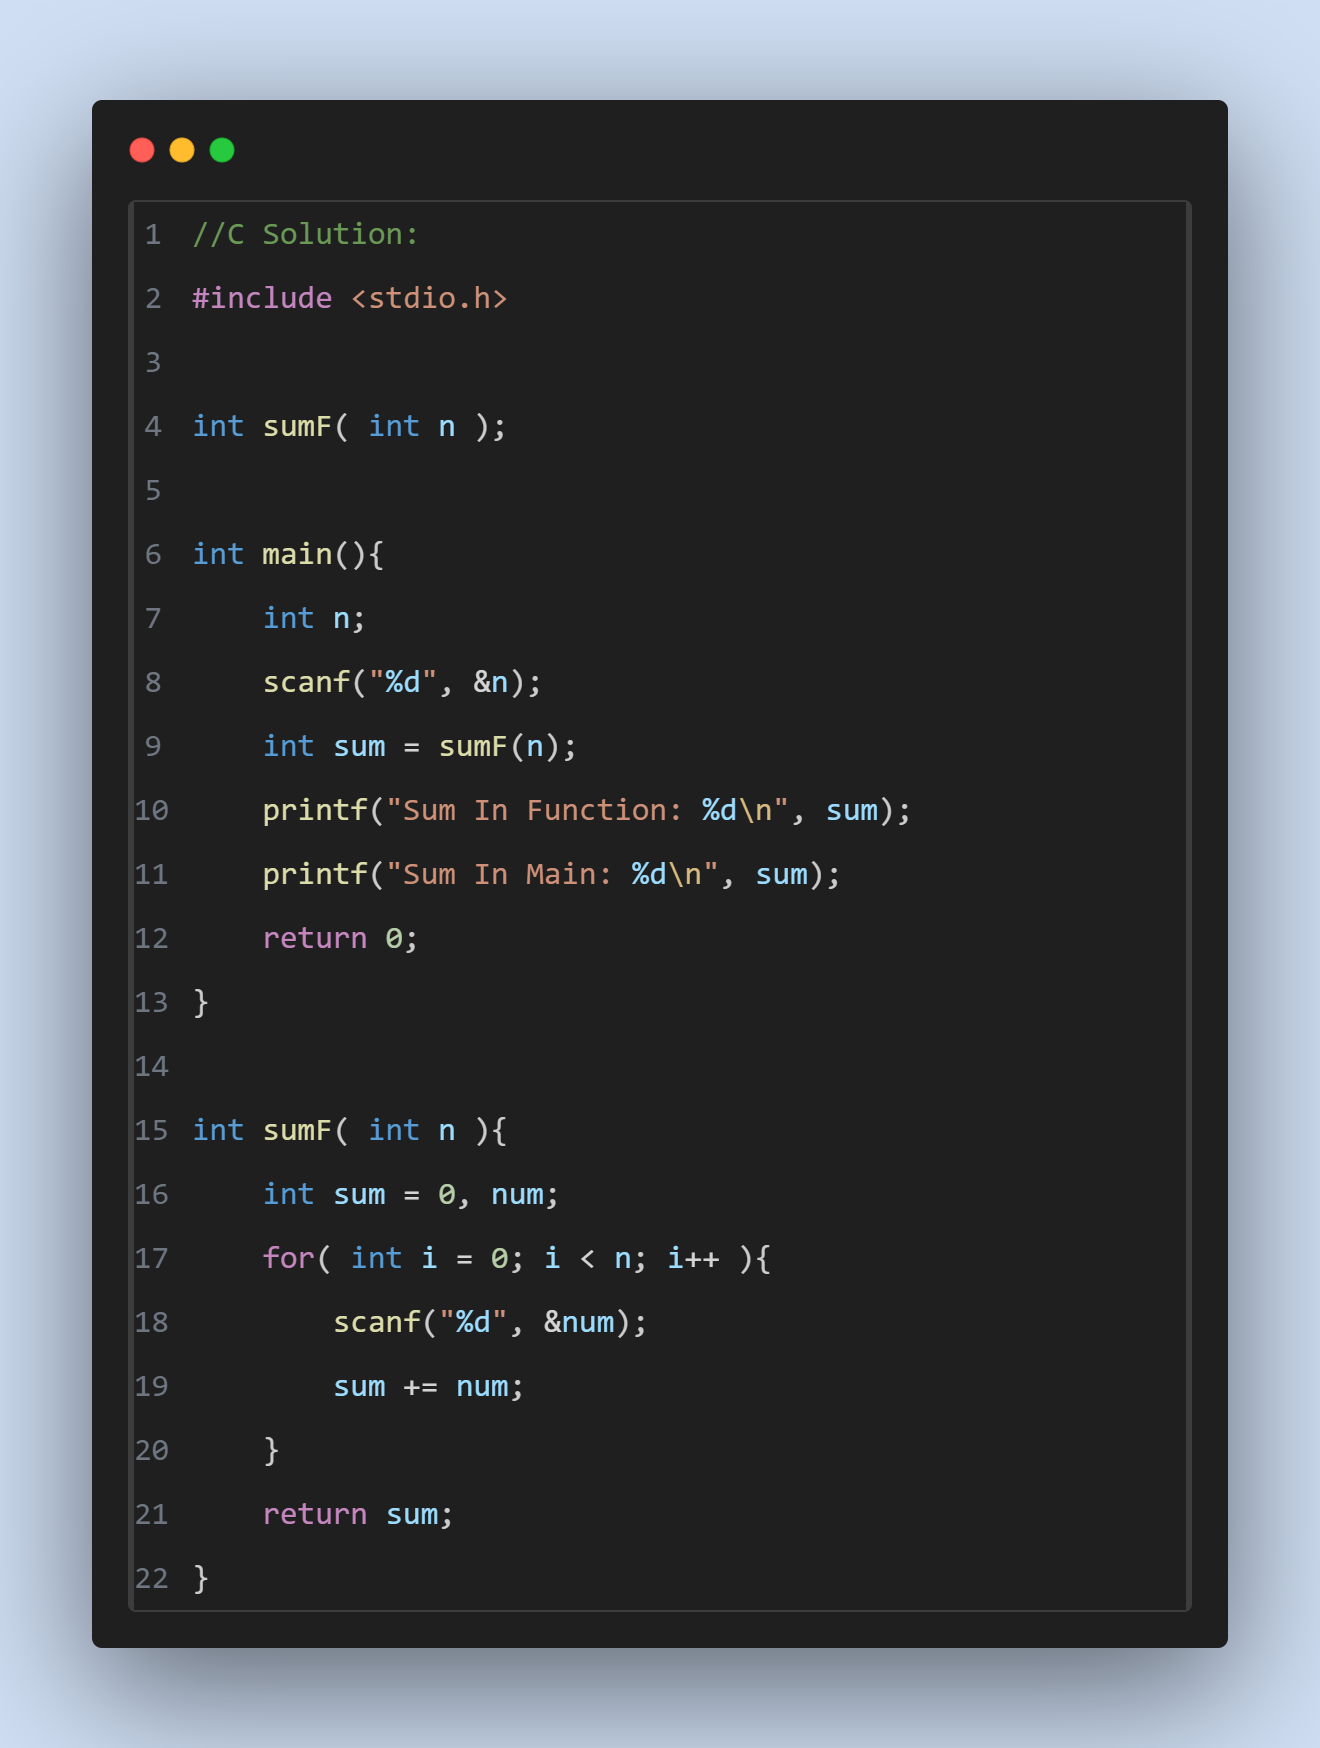 1 //C Solution:
2 #include <stdio.h>
3
4 int sumF( int n );
5
6 int main(){
7     int n;
8     scanf("%d", &n);
9     int sum = sumF(n);
10     printf("Sum In Function: %d\n", sum);
11     printf("Sum In Main: %d\n", sum);
12     return 0;
13 }
14
15 int sumF( int n ){
16     int sum = 0, num;
17     for( int i = 0; i < n; i++ ){
18         scanf("%d", &num);
19         sum += num;
20     }
21     return sum;
22 }